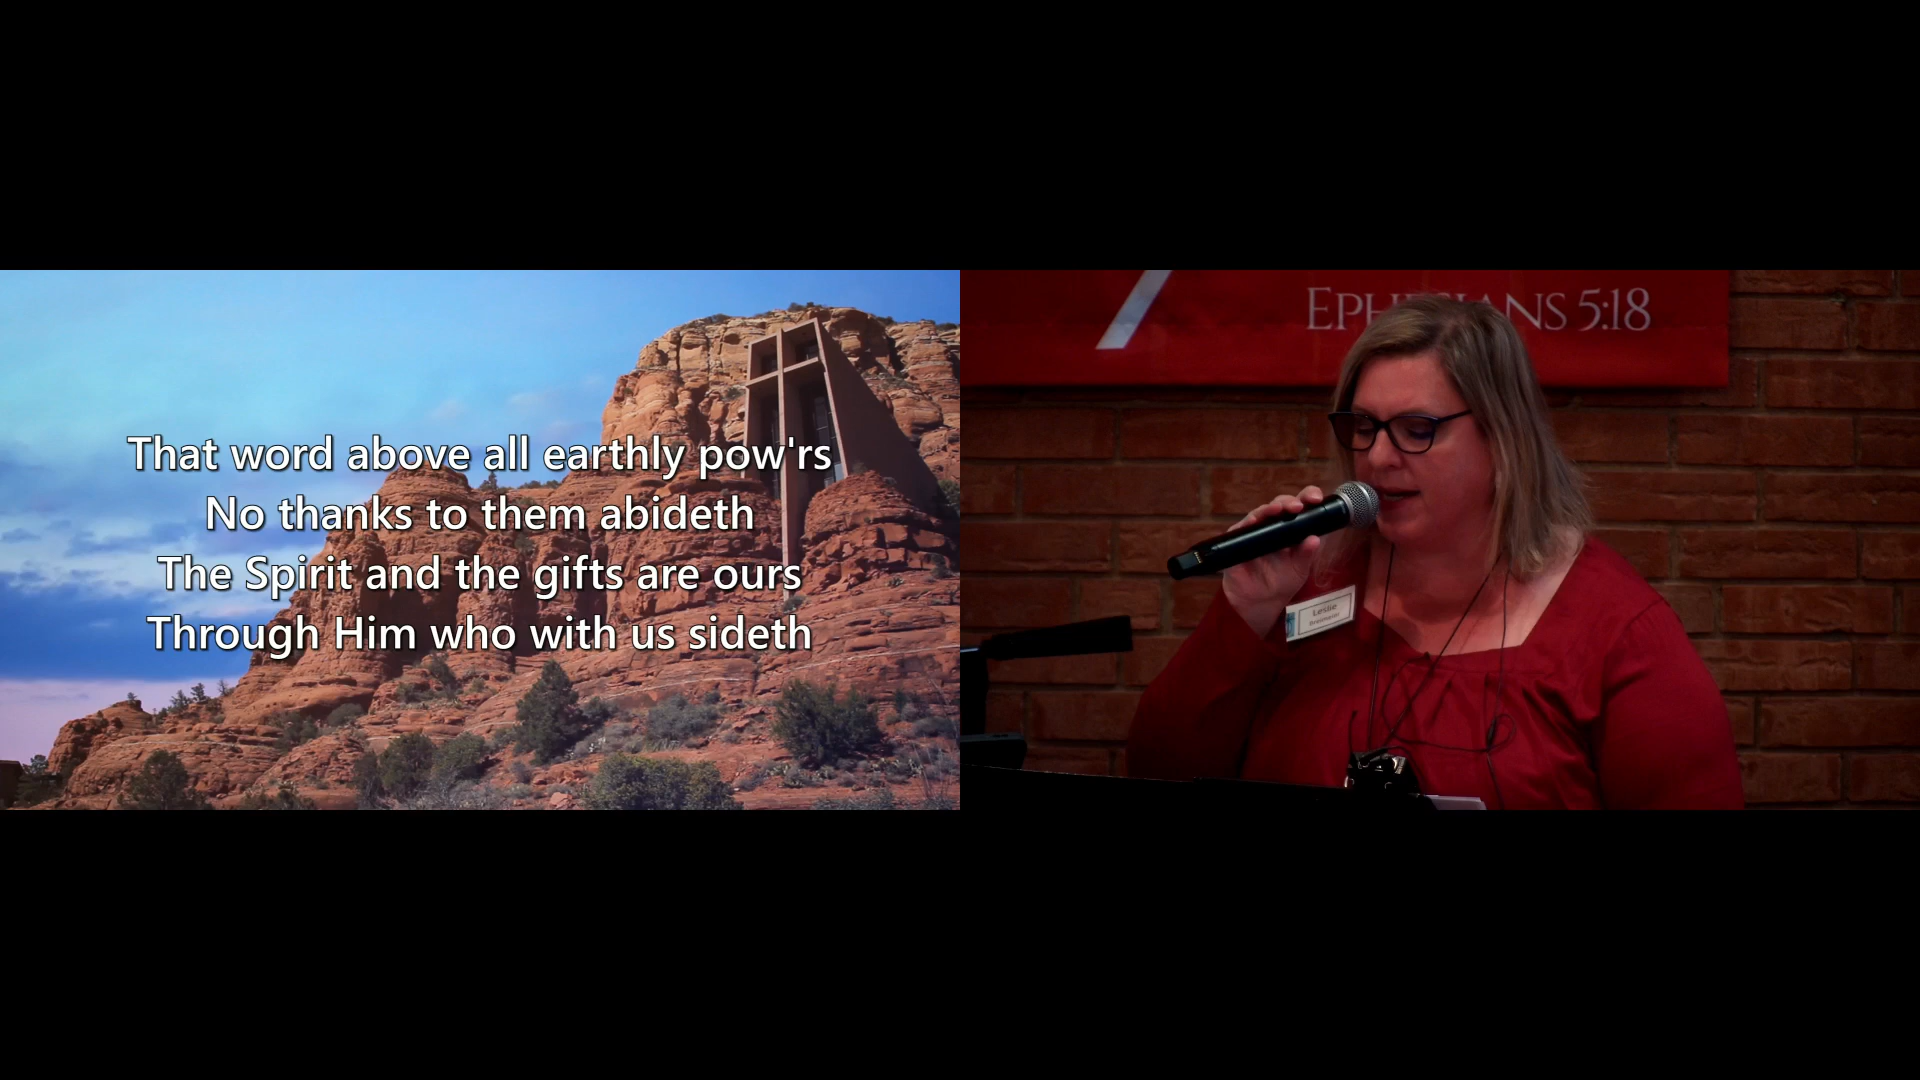 That word above all earthly pow'rs
No thanks to them abideth
The Spirit and the gifts are ours
Through Him who with us sideth
EPHESIANS 5:18
Leslie